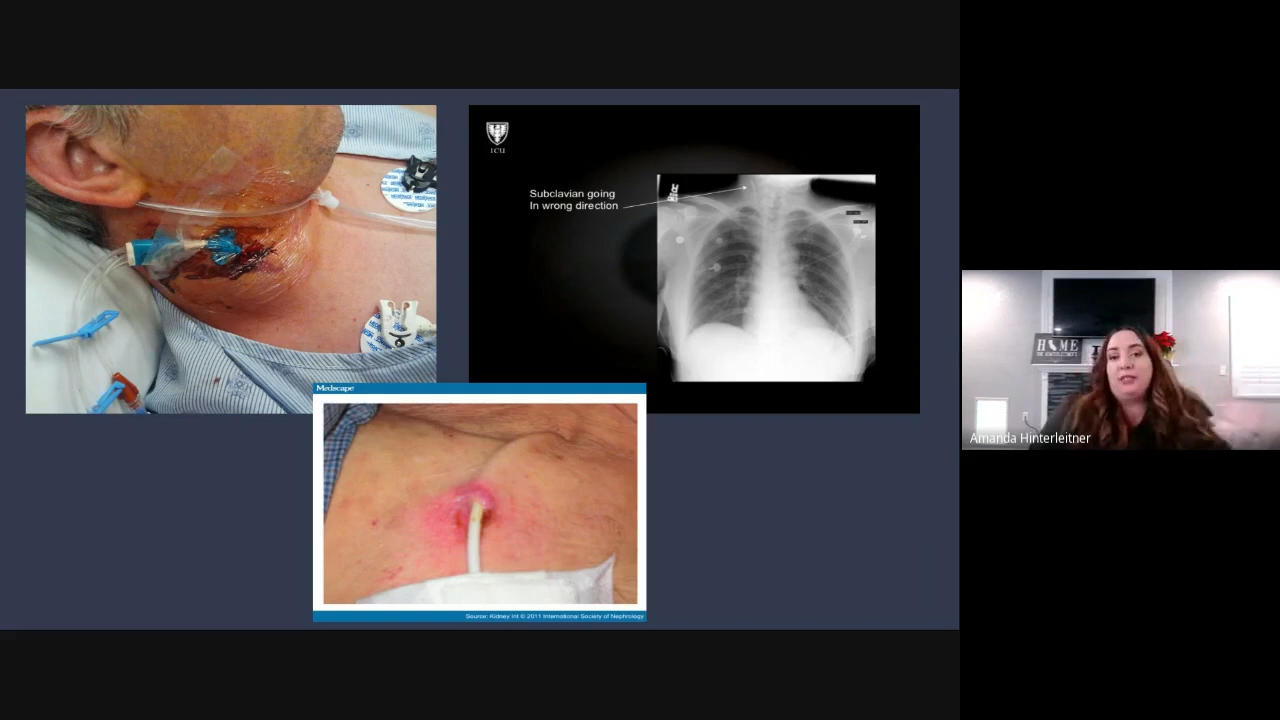 ICU
Subclavian going
In wrong direction
Medscape
Source: Kidney Int © 2011 International Society of Nephrology
HOME
Amanda Hinterleitner